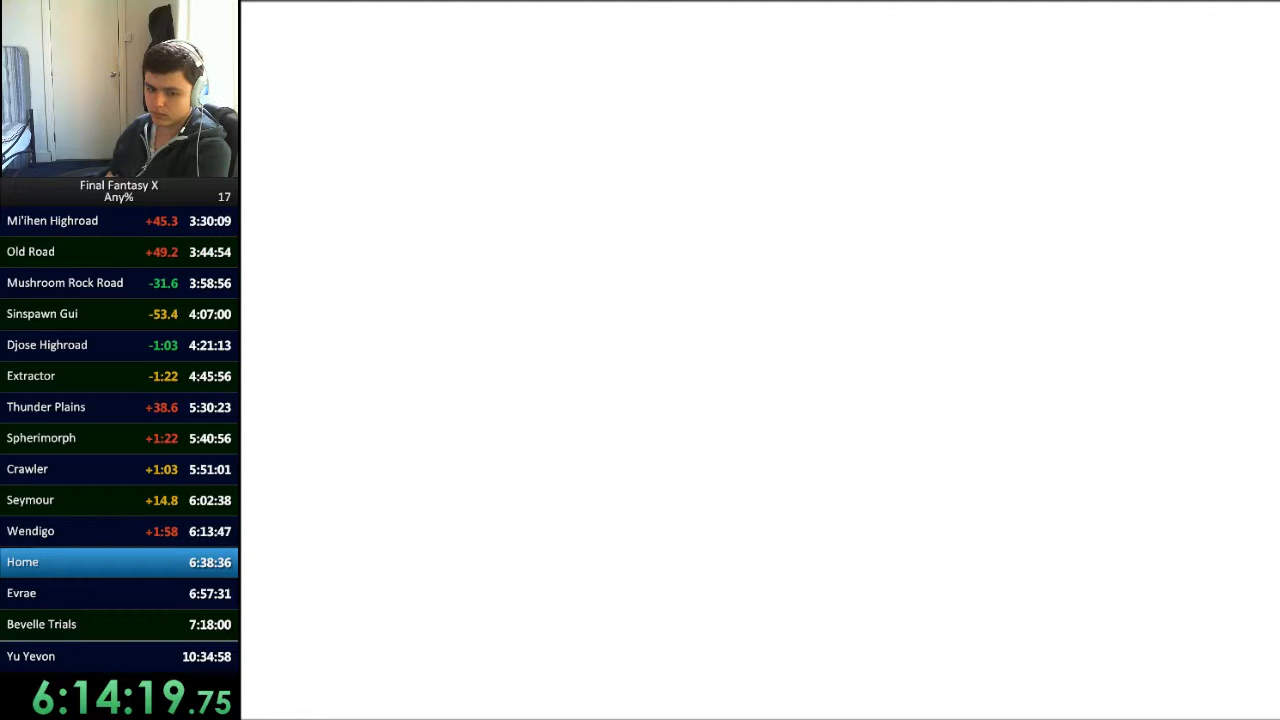 Final Fantasy X
Any% 17
Mi'ihen Highroad +45.3 3:30:09
Old Road +49.2 3:44:54
Mushroom Rock Road -31.6 3:58:56
Sinspawn Gui -53.4 4:07:00
Djose Highroad -1:03 4:21:13
Extractor -1:22 4:45:56
Thunder Plains +38.6 5:30:23
Spherimorph +1:22 5:40:56
Crawler +1:03 5:51:01
Seymour +14.8 6:02:38
Wendigo +1:58 6:13:47
Home 6:38:36
Evrae 6:57:31
Bevelle Trials 7:18:00
Yu Yevon 10:34:58
6:14:19.75